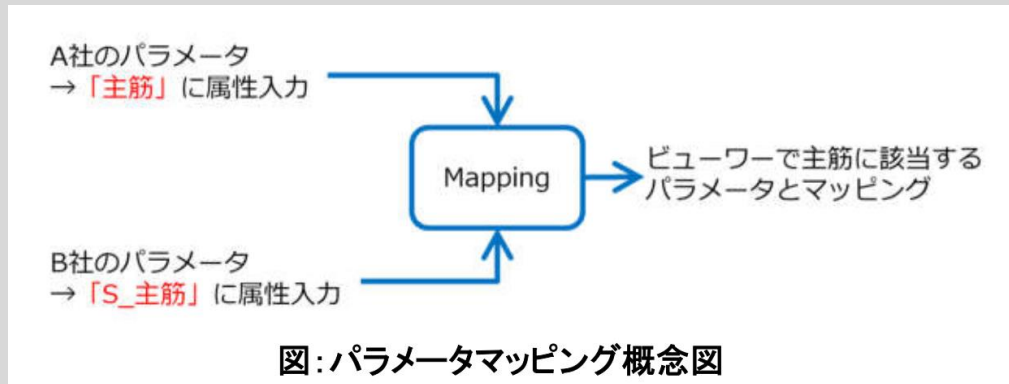 A社のパラメータ
→「主筋」に属性入力
Mapping
ビューワーで主筋に該当する
パラメータとマッピング
B社のパラメータ
→「S_主筋」に属性入力
図：パラメータマッピング概念図